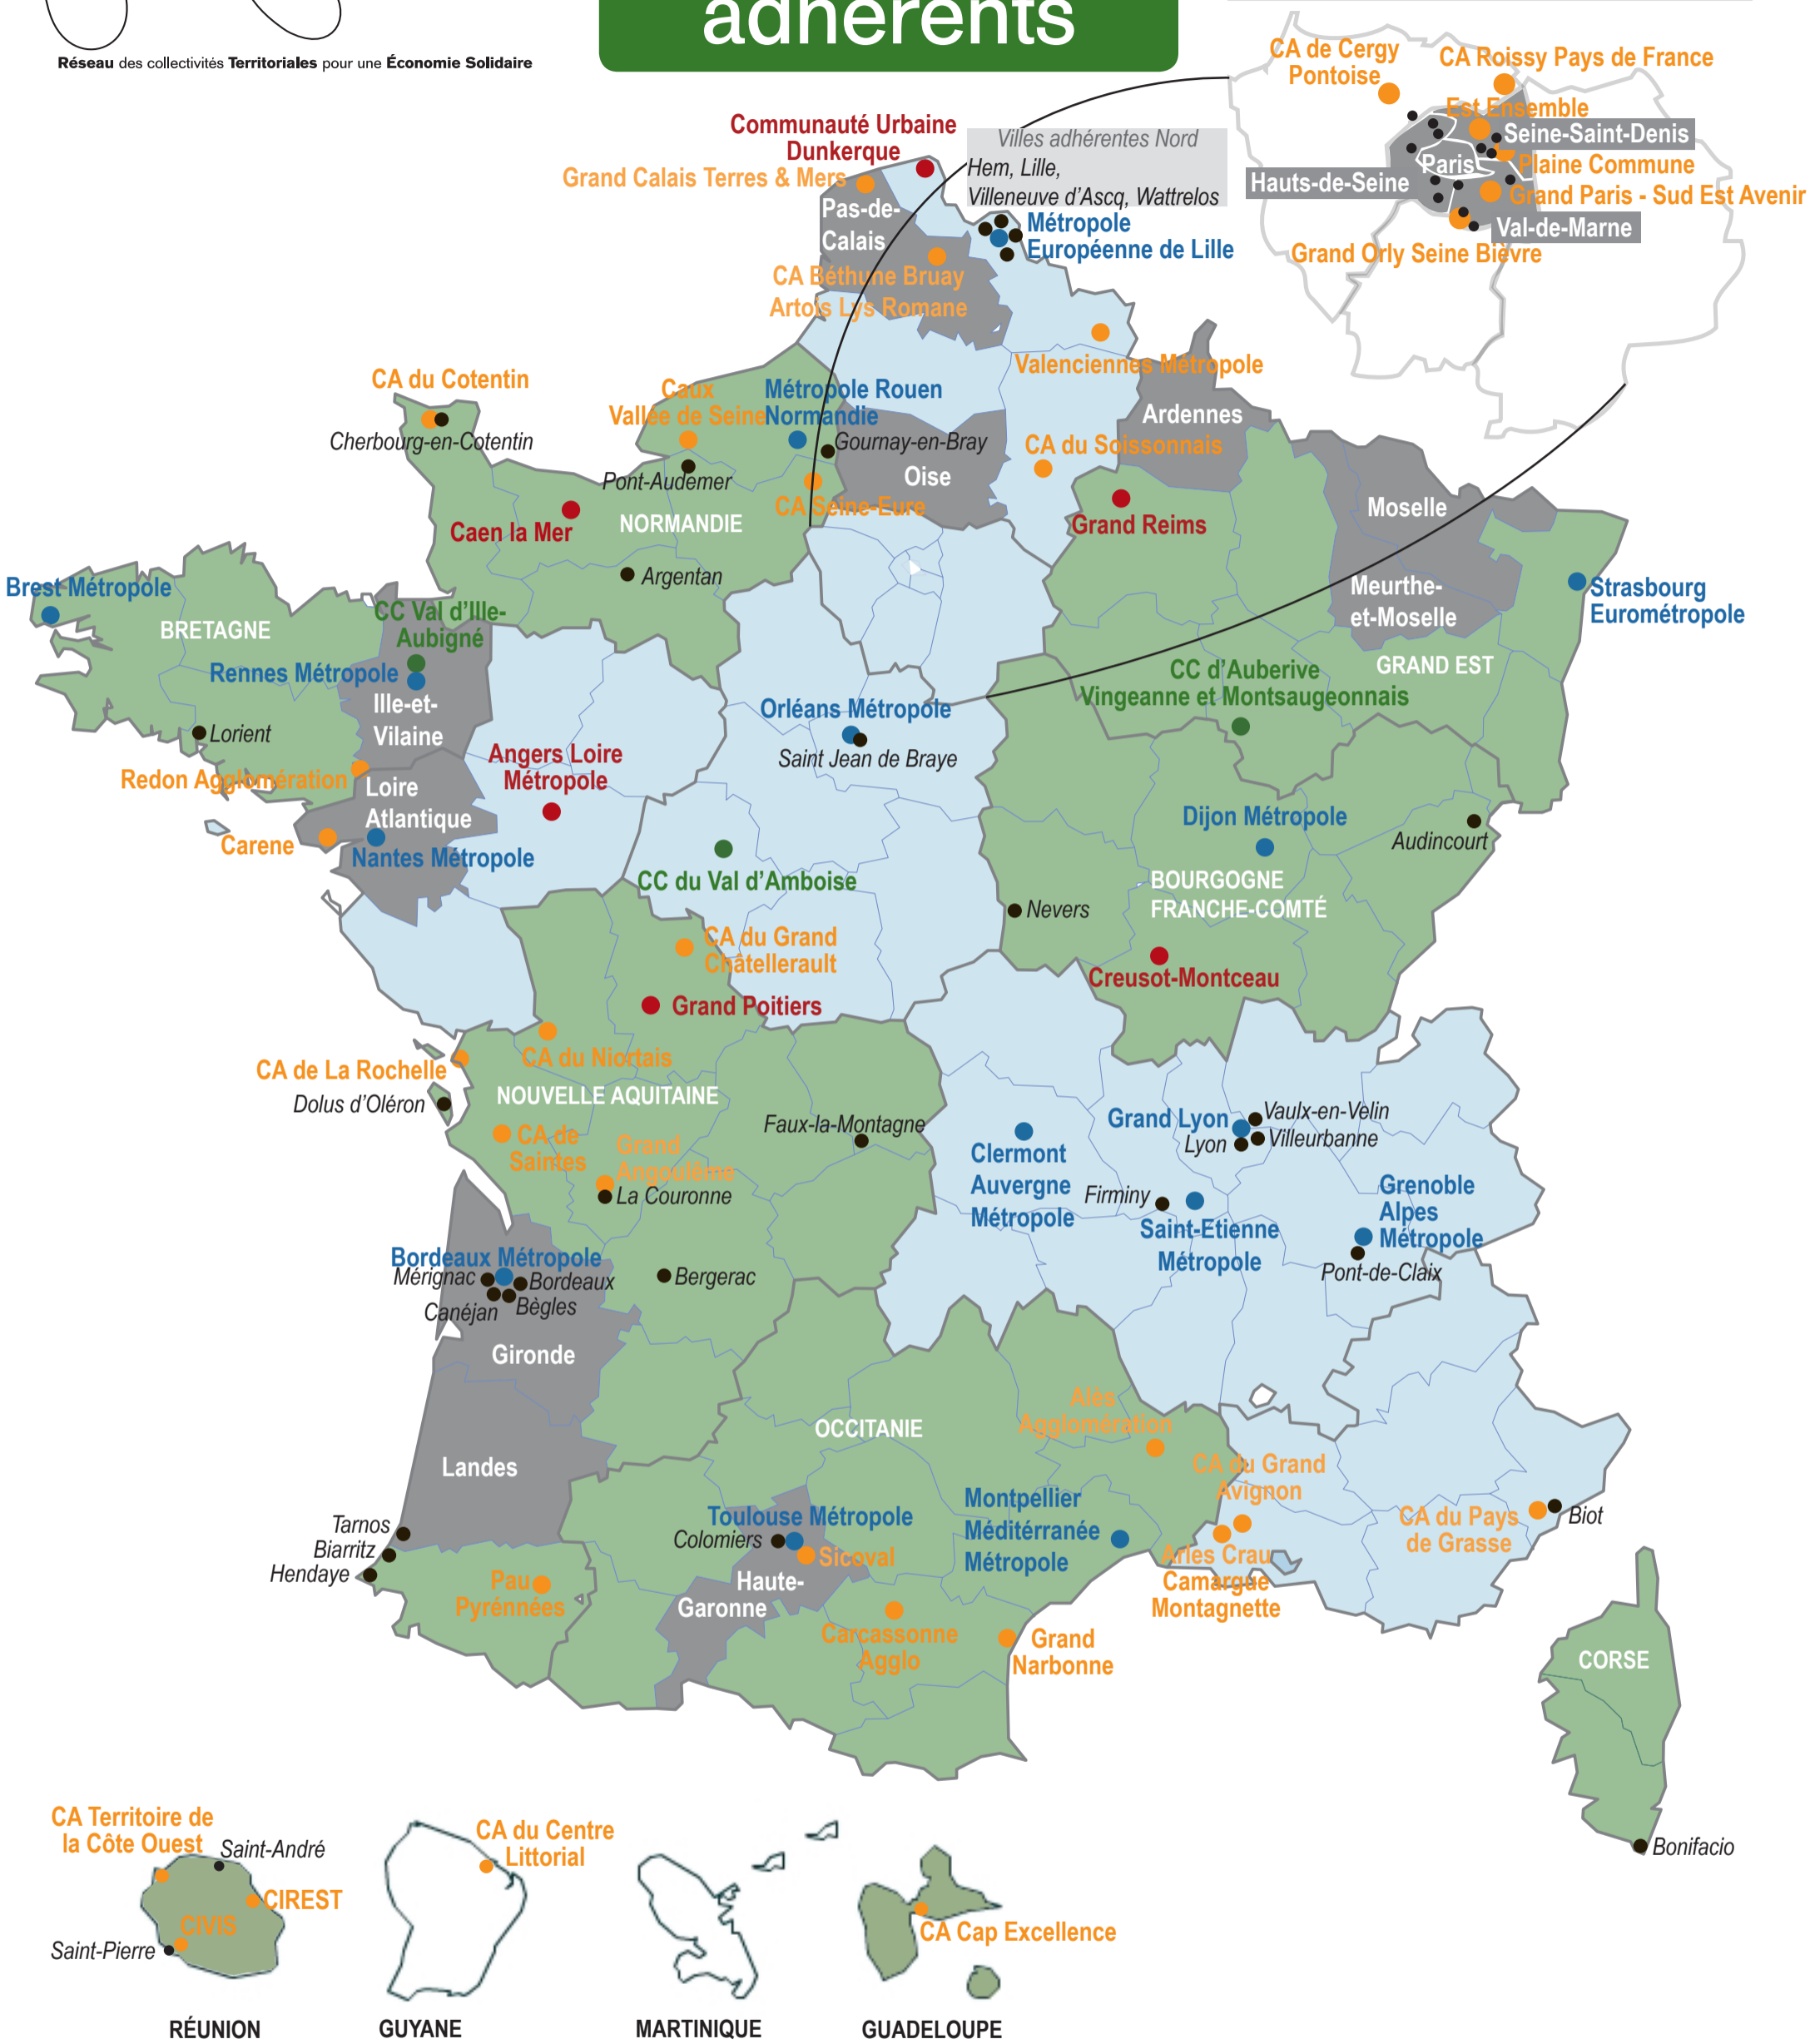 adhérents
Réseau des collectivités Territoriales pour une Économie Solidaire
CA de Cergy
Pontoise
CA Roissy Pays de France
Est Ensemble
Seine-Saint-Denis
Paris
Plaine Commune
Hauts-de-Seine
Grand Paris - Sud Est Avenir
Val-de-Marne
Grand Orly Seine Bièvre
Communauté Urbaine
Dunkerque
Villes adhérentes Nord
Hem, Lille,
Villeneuve d'Ascq, Wattrelos
Grand Calais Terres & Mers
Pas-de-
Calais
Métropole
Européenne de Lille
CA Béthune Bruay
Artois Lys Romane
Valenciennes Métropole
CA du Cotentin
Cherbourg-en-Cotentin
Caux
Vallée de Seine
Métropole Rouen
Normandie
Gournay-en-Bray
Pont-Audemer
Oise
CA du Soissonnais
Ardennes
CA Seine-Eure
Caen la Mer
NORMANDIE
Grand Reims
Moselle
Argentan
Meurthe-
et-Moselle
Strasbourg
Eurométropole
Brest Métropole
BRETAGNE
CC Val d'Ille-
Aubigné
Rennes Métropole
Ille-et-
Vilaine
GRAND EST
CC d'Auberive
Vingeanne et Montsaugeonnais
Lorient
Orléans Métropole
Saint Jean de Braye
Angers Loire
Métropole
Redon Agglomération
Loire
Atlantique
Carene
Nantes Métropole
CC du Val d'Amboise
Dijon Métropole
Audincourt
BOURGOGNE
FRANCHE-COMTÉ
Nevers
Creusot-Montceau
CA du Grand
Châtellerault
Grand Poitiers
CA du Niortais
CA de La Rochelle
Dolus d'Oléron
NOUVELLE AQUITAINE
CA de
Saintes
Grand
Angoulême
La Couronne
Faux-la-Montagne
Clermont
Auvergne
Métropole
Grand Lyon
Vaulx-en-Velin
Lyon
Villeurbanne
Firminy
Saint-Etienne
Métropole
Grenoble
Alpes
Métropole
Pont-de-Claix
Bordeaux Métropole
Mérignac
Bordeaux
Canéjan
Bègles
Bergerac
Gironde
Landes
OCCITANIE
Alès
Agglomération
CA du Grand
Avignon
Tarnos
Biarritz
Hendaye
Pau
Pyrénnées
Toulouse Métropole
Colomiers
Sicoval
Haute-
Garonne
Montpellier
Méditérranée
Métropole
Arles Crau
Camargue
Montagnette
CA du Pays
de Grasse
Biot
Carcassonne
Agglo
Grand
Narbonne
CORSE
Bonifacio
CA Territoire de
la Côte Ouest
Saint-André
CIREST
CIVIS
Saint-Pierre
CA du Centre
Littorial
CA Cap Excellence
RÉUNION
GUYANE
MARTINIQUE
GUADELOUPE